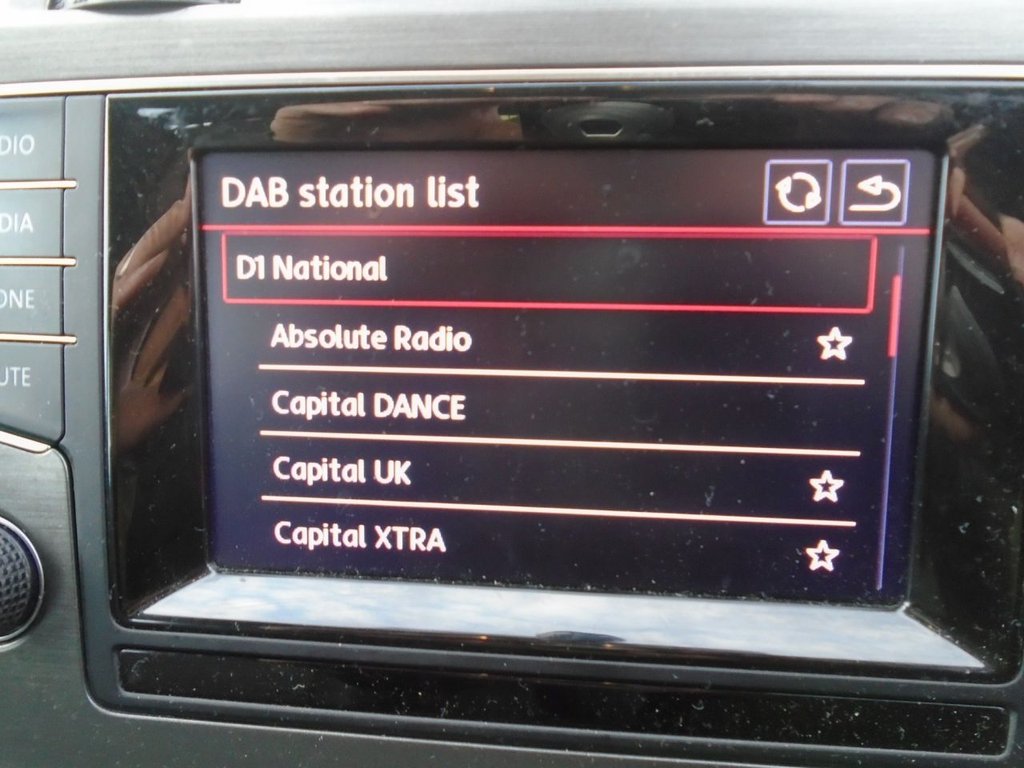 DAB station list
D1 National
Absolute Radio
Capital DANCE
Capital UK
Capital XTRA
DIO
DIA
ONE
UTE